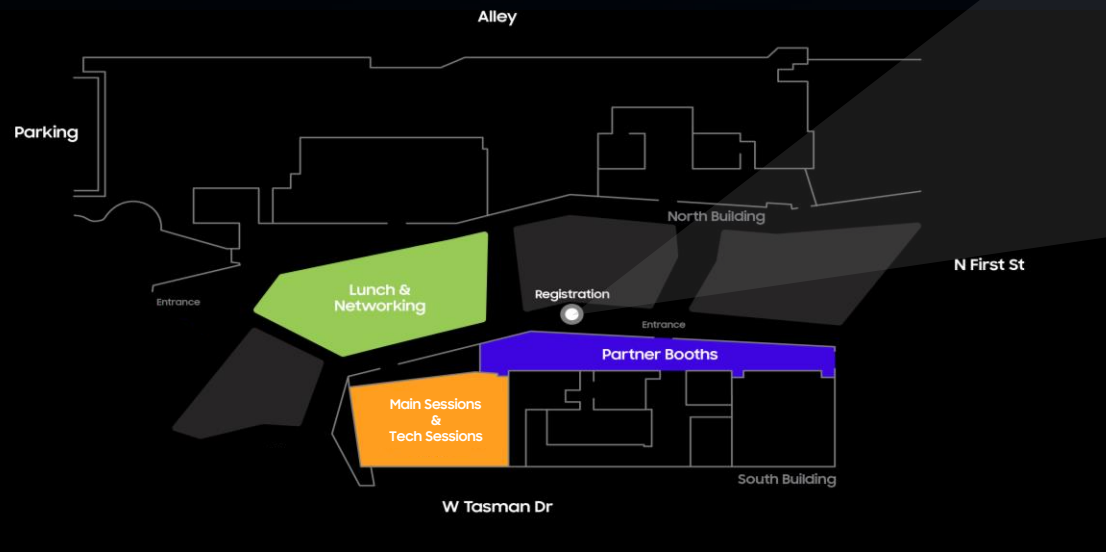 Alley
Parking
North Building
N First St
Lunch &
Networking
Registration
Entrance
Entrance
Partner Booths
Main Sessions
&
Tech Sessions
South Building
W Tasman Dr